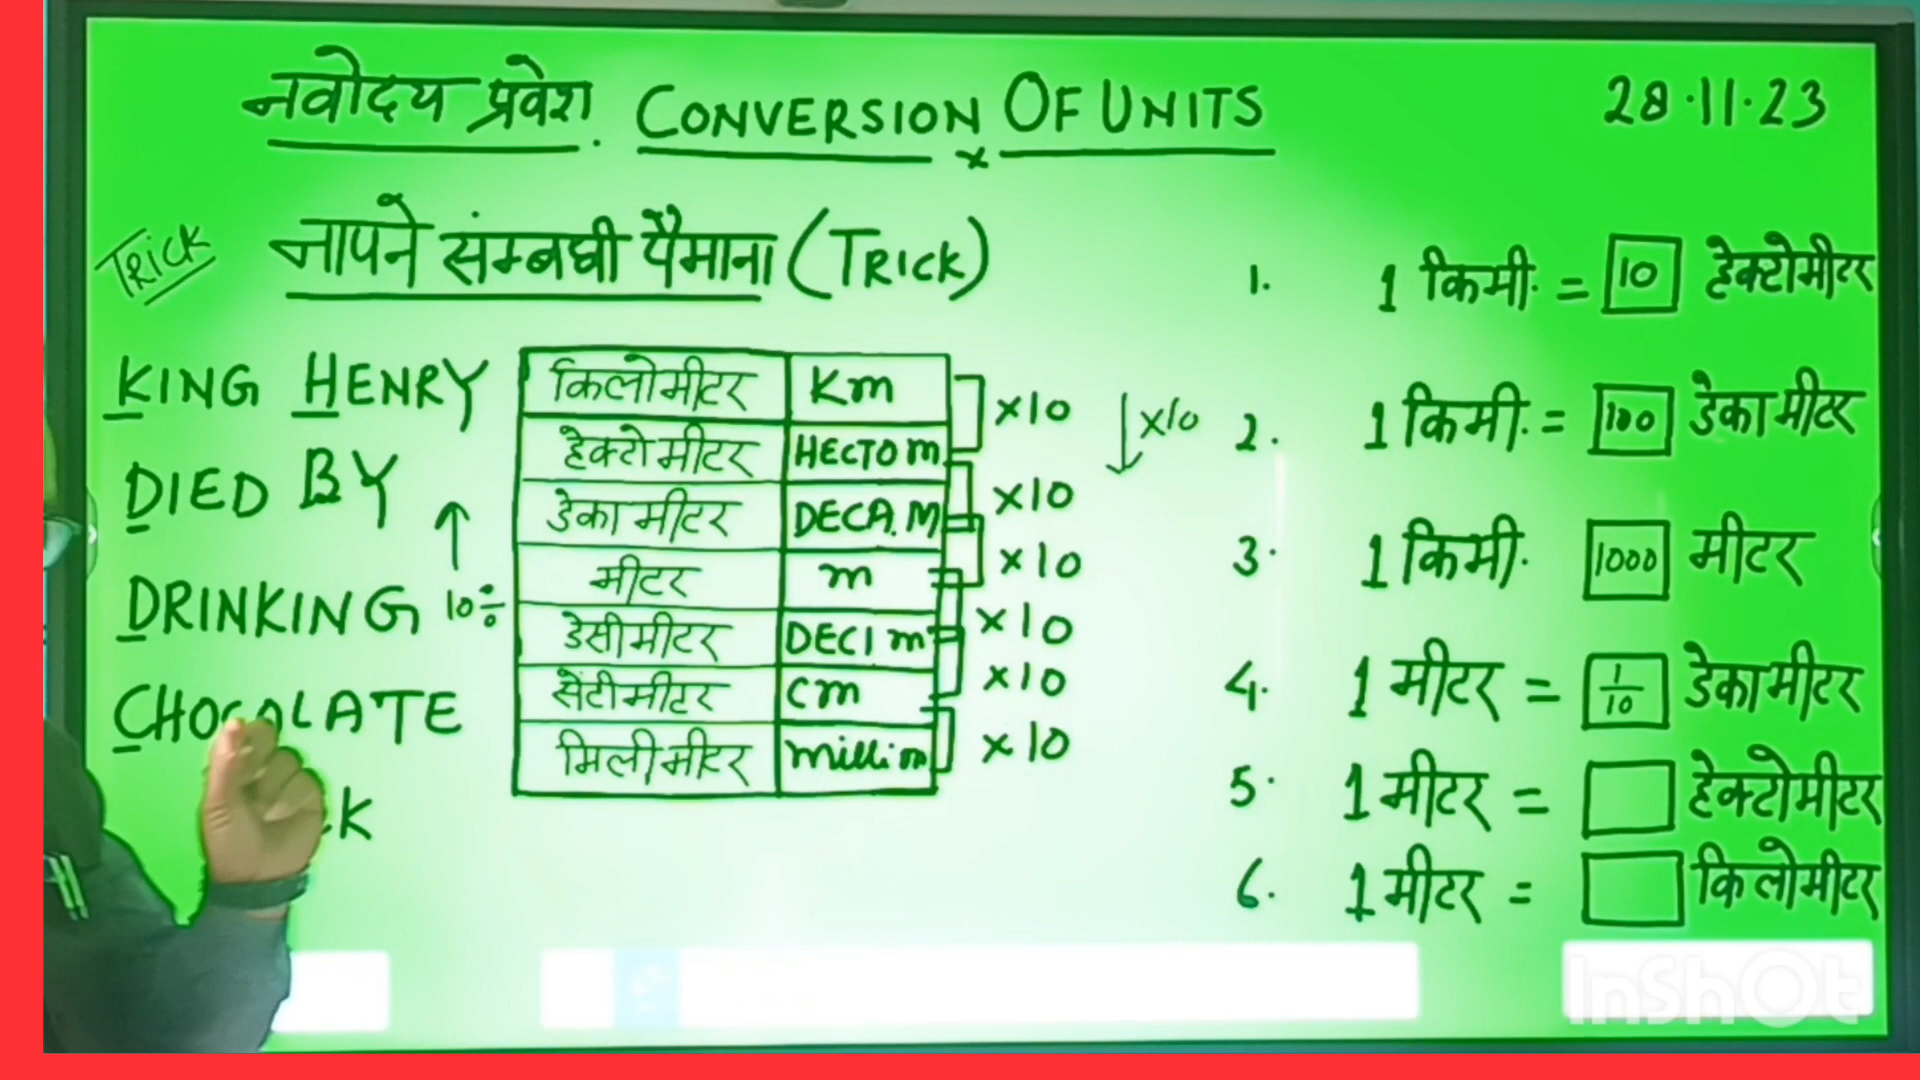 नवोदय प्रवेश. CONVERSION OF UNITS
28.11.23
TRICK
नापने संम्बधी पैमाना (TRICK)
KING HENRY
DIED BY
DRINKING
CHOCOLATE
10÷
किलोमीटर Km
हेक्टोमीटर HECTO m
डेकामीटर DECA.M
मीटर m
डेसीमीटर DECI m
सेंटीमीटर cm
मिलीमीटर milli m
×10
×10
×10
×10
×10
×10
×10
1. 1 किमी. = 10 हेक्टोमीटर
2. 1 किमी. = 100 डेकामीटर
3. 1 किमी. 1000 मीटर
4. 1 मीटर = 1/10 डेकामीटर
5. 1 मीटर = हेक्टोमीटर
6. 1 मीटर = किलोमीटर
InShOt